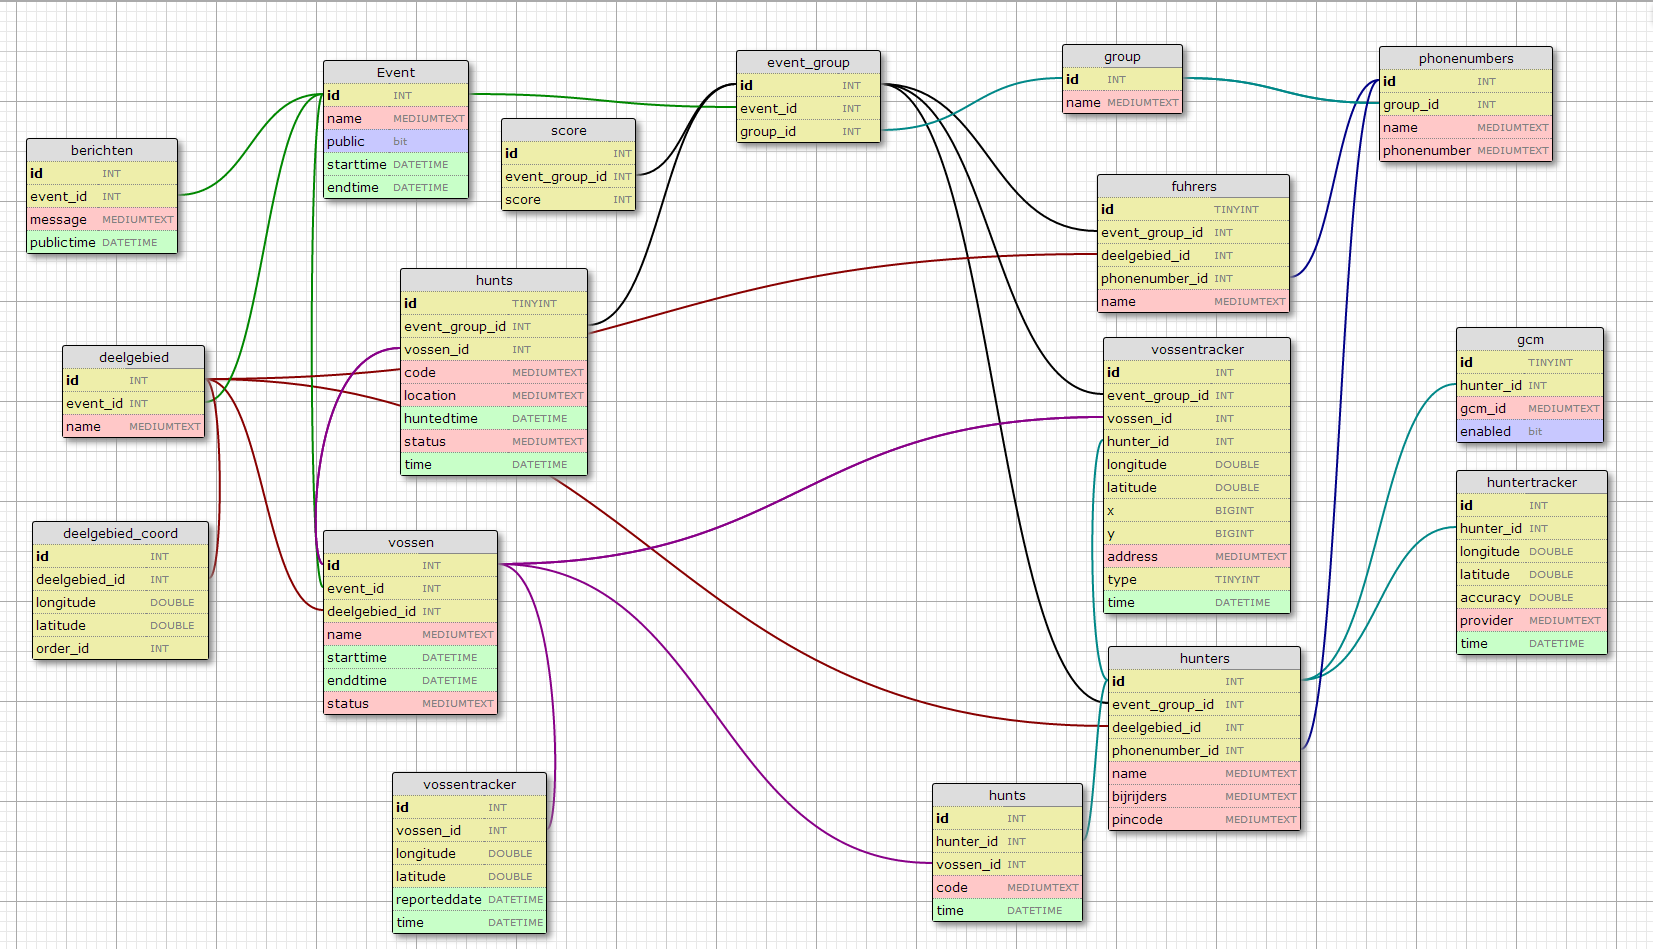 Event
id INT
name MEDIUMTEXT
public bit
starttime DATETIME
endtime DATETIME
berichten
id INT
event_id INT
message MEDIUMTEXT
publictime DATETIME
score
id INT
event_group_id INT
score INT
event_group
id INT
event_id INT
group_id INT
group
id INT
name MEDIUMTEXT
phonenumbers
id INT
group_id INT
name MEDIUMTEXT
phonenumber MEDIUMTEXT
fuhrers
id TINYINT
event_group_id INT
deelgebied_id INT
phonenumber_id INT
name MEDIUMTEXT
hunts
id TINYINT
event_group_id INT
vossen_id INT
code MEDIUMTEXT
location MEDIUMTEXT
huntedtime DATETIME
status MEDIUMTEXT
time DATETIME
deelgebied
id INT
event_id INT
name MEDIUMTEXT
vossentracker
id INT
event_group_id INT
vossen_id INT
hunter_id INT
longitude DOUBLE
latitude DOUBLE
x BIGINT
y BIGINT
address MEDIUMTEXT
type TINYINT
time DATETIME
gcm
id TINYINT
hunter_id INT
gcm_id MEDIUMTEXT
enabled bit
huntertracker
id INT
hunter_id INT
longitude DOUBLE
latitude DOUBLE
accuracy DOUBLE
provider MEDIUMTEXT
time DATETIME
deelgebied_coord
id INT
deelgebied_id INT
longitude DOUBLE
latitude DOUBLE
order_id INT
vossen
id INT
event_id INT
deelgebied_id INT
name MEDIUMTEXT
starttime DATETIME
enddtime DATETIME
status MEDIUMTEXT
hunters
id INT
event_group_id INT
deelgebied_id INT
phonenumber_id INT
name MEDIUMTEXT
bijrijders MEDIUMTEXT
pincode MEDIUMTEXT
vossentracker
id INT
vossen_id INT
longitude DOUBLE
latitude DOUBLE
reporteddate DATETIME
time DATETIME
hunts
id INT
hunter_id INT
vossen_id INT
code MEDIUMTEXT
time DATETIME